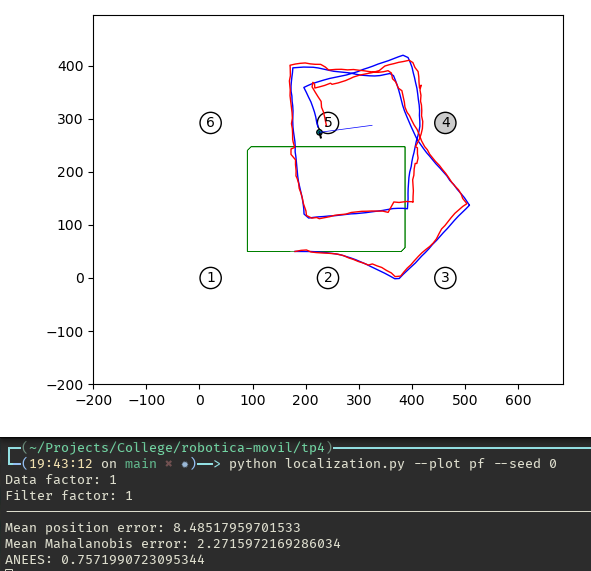 400
300
200
100
0
−100
−200
−200 −100 0 100 200 300 400 500 600
6 5 4
1 2 3
(~/Projects/College/robotica-movil/tp4)
(19:43:12 on main ✖ ✹)—> python localization.py --plot pf --seed 0
Data factor: 1
Filter factor: 1
Mean position error: 8.48517959701533
Mean Mahalanobis error: 2.2715972169286034
ANEES: 0.7571990723095344